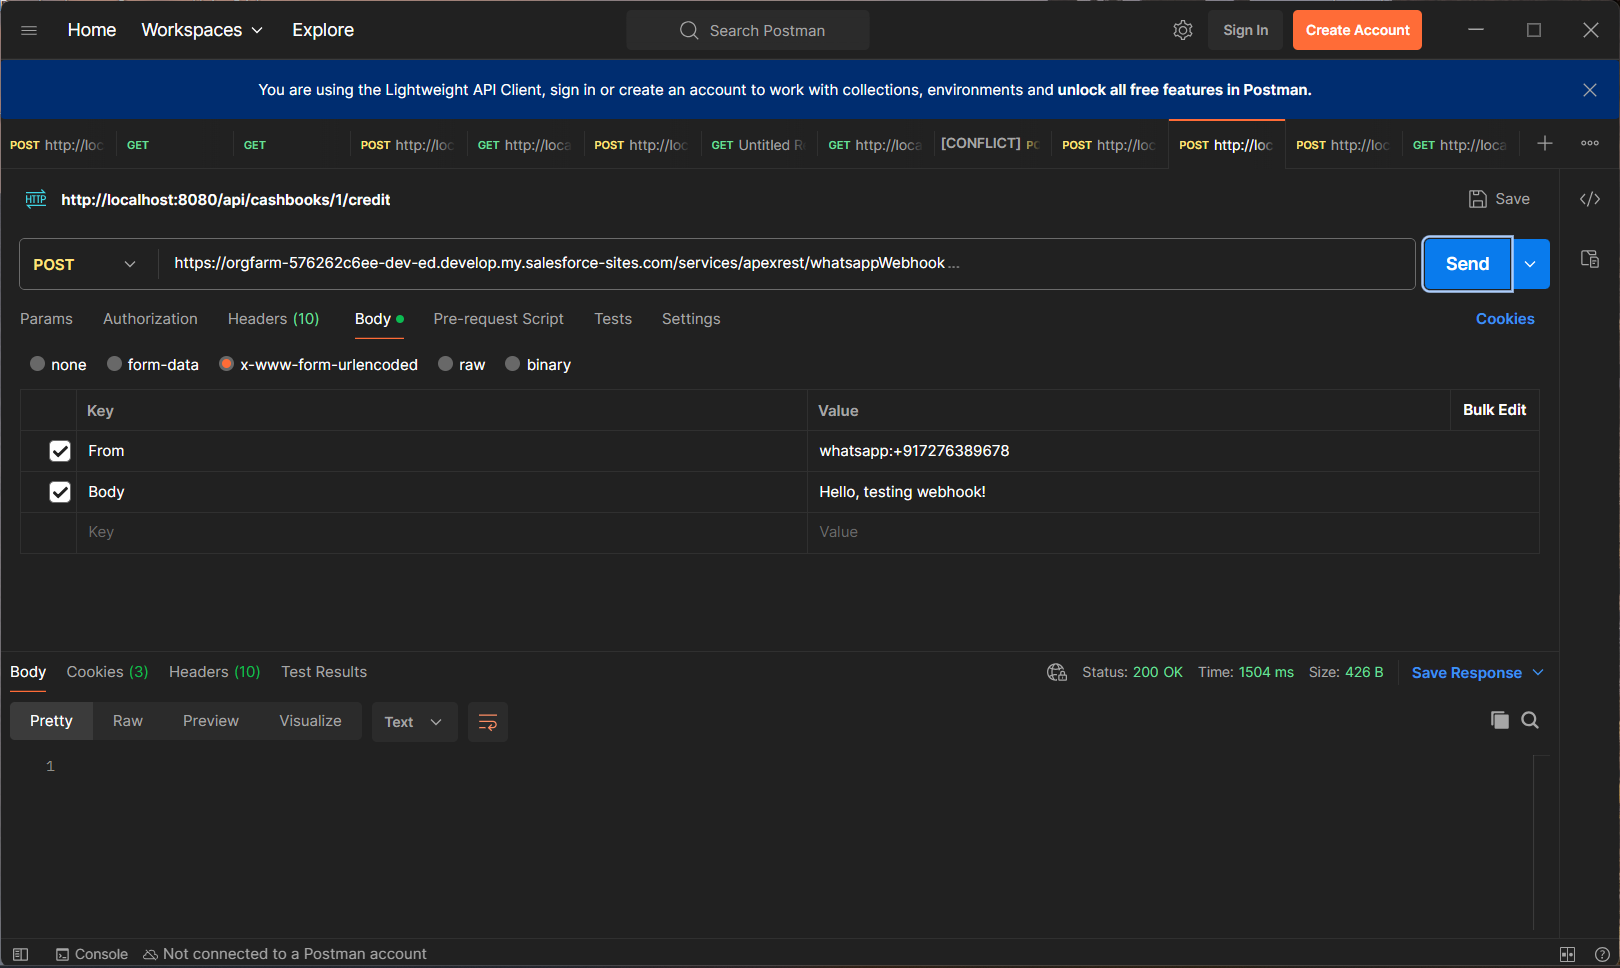 Home Workspaces Explore Search Postman Sign In Create Account
You are using the Lightweight API Client, sign in or create an account to work with collections, environments and unlock all free features in Postman.
POST http://loc GET GET POST http://loc GET http://loca POST http://loc GET Untitled R GET http://loca [CONFLICT] PO POST http://loc POST http://loc POST http://loc GET http://loca
HTTP http://localhost:8080/api/cashbooks/1/credit Save
POST https://orgfarm-576262c6ee-dev-ed.develop.my.salesforce-sites.com/services/apexrest/whatsappWebhook ... Send
Params Authorization Headers (10) Body Pre-request Script Tests Settings Cookies
none form-data x-www-form-urlencoded raw binary
Key Value Bulk Edit
From whatsapp:+917276389678
Body Hello, testing webhook!
Key Value
Body Cookies (3) Headers (10) Test Results Status: 200 OK Time: 1504 ms Size: 426 B Save Response
Pretty Raw Preview Visualize Text
1
Console Not connected to a Postman account